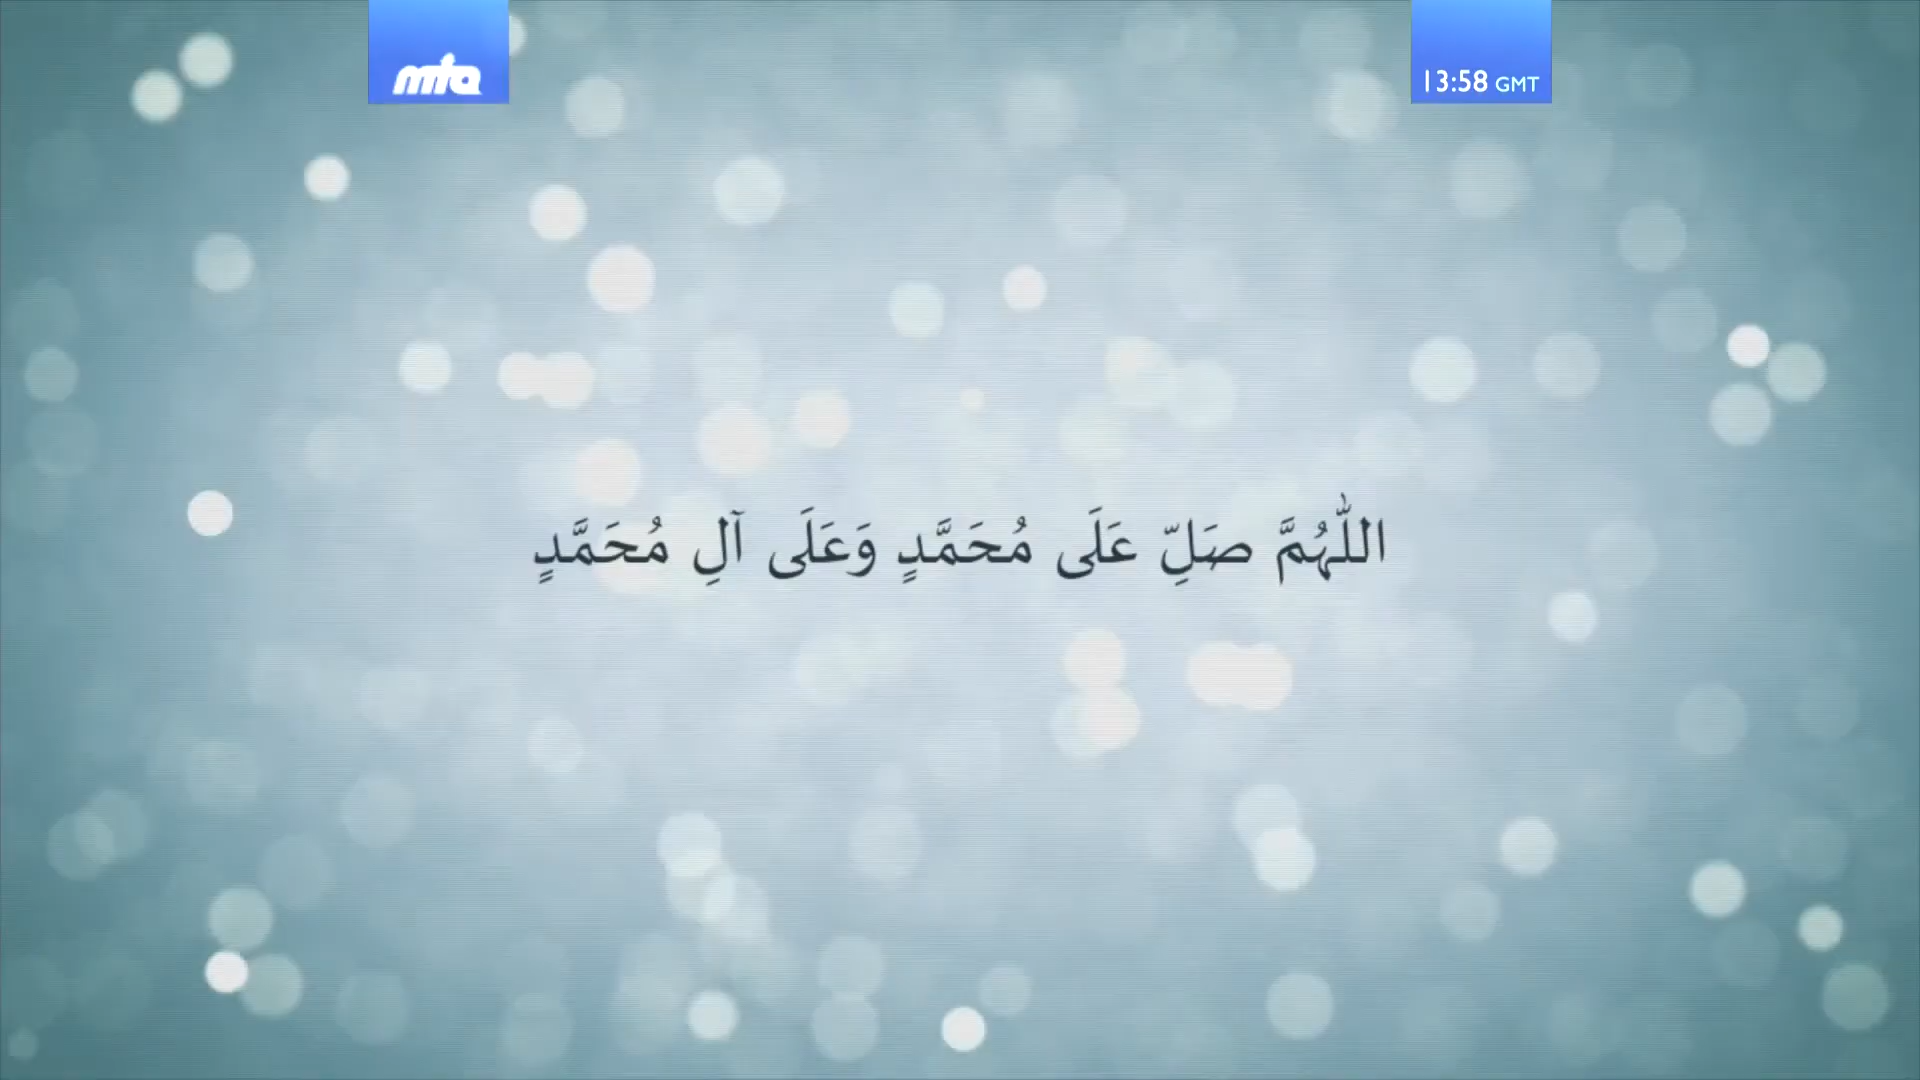 mta
13:58 GMT
اللّٰهُمَّ صَلِّ عَلَى مُحَمَّدٍ وَعَلَى آلِ مُحَمَّدٍ